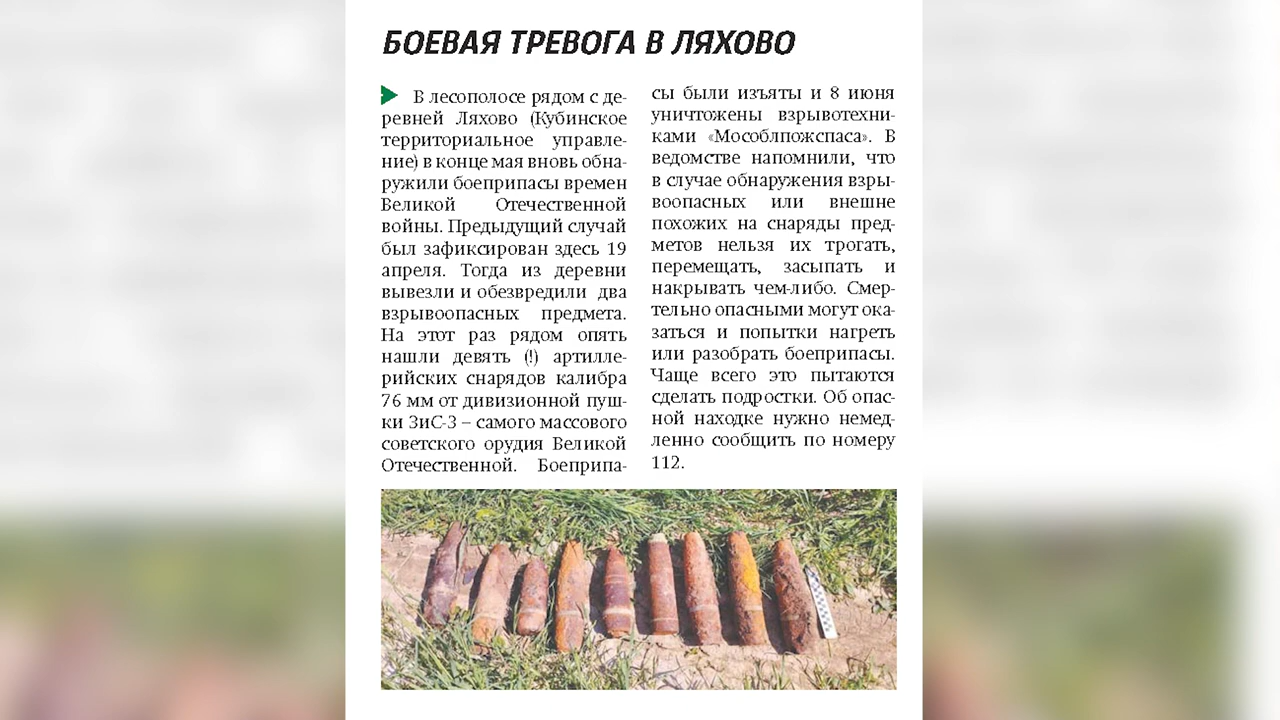 БОЕВАЯ ТРЕВОГА В ЛЯХОВО
В лесополосе рядом с де-
ревней Ляхово (Кубинское
территориальное управле-
ние) в конце мая вновь обна-
ружили боеприпасы времен
Великой Отечественной
войны. Предыдущий случай
был зафиксирован здесь 19
апреля. Тогда из деревни
вывезли и обезвредили два
взрывоопасных предмета.
На этот раз рядом опять
нашли девять (!) артилле-
рийских снарядов калибра
76 мм от дивизионной пуш-
ки ЗиС-3 – самого массового
советского орудия Великой
Отечественной. Боеприпа-
сы были изъяты и 8 июня
уничтожены взрывотехни-
ками «Мособлпожспаса». В
ведомстве напомнили, что
в случае обнаружения взры-
воопасных или внешне
похожих на снаряды пред-
метов нельзя их трогать,
перемещать, засыпать и
накрывать чем-либо. Смер-
тельно опасными могут ока-
заться и попытки нагреть
или разобрать боеприпасы.
Чаще всего это пытаются
сделать подростки. Об опас-
ной находке нужно немед-
ленно сообщить по номеру
112.